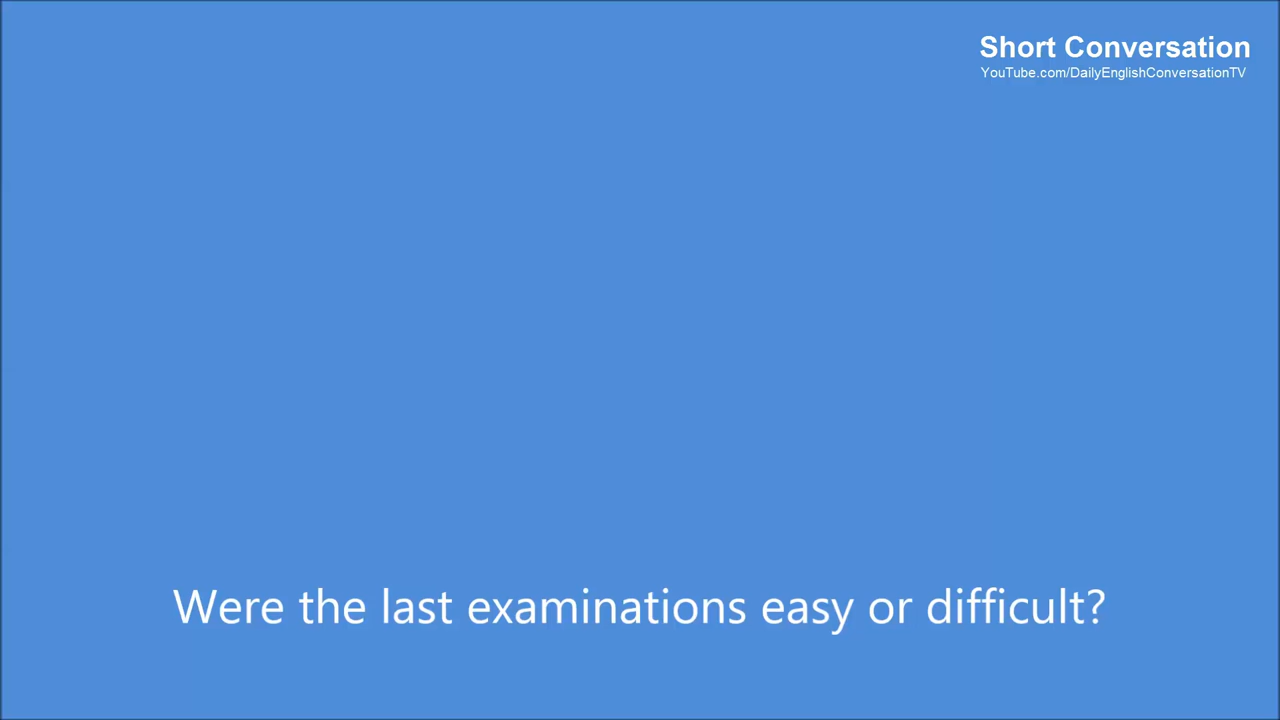 Short Conversation
YouTube.com/DailyEnglishConversationTV
Were the last examinations easy or difficult?